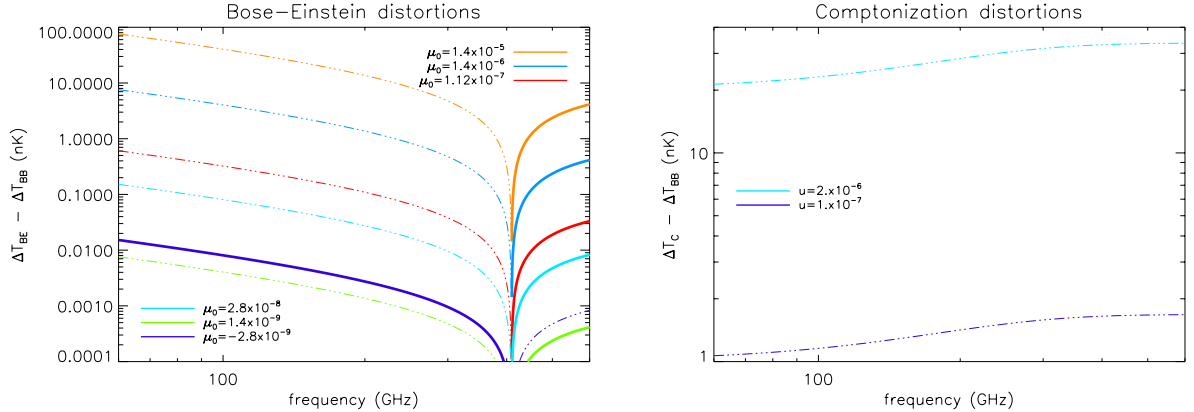 Bose-Einstein distortions
100.0000
10.0000
1.0000
0.1000
0.0100
0.0010
0.0001
ΔT_BE - ΔT_BB (nK)
μ₀=1.4x10⁻⁵
μ₀=1.4x10⁻⁶
μ₀=1.12x10⁻⁷
μ₀=2.8x10⁻⁸
μ₀=1.4x10⁻⁹
μ₀=-2.8x10⁻⁹
100
frequency (GHz)
Comptonization distortions
10
1
ΔT_C - ΔT_BB (nK)
u=2.x10⁻⁶
u=1.x10⁻⁷
100
frequency (GHz)